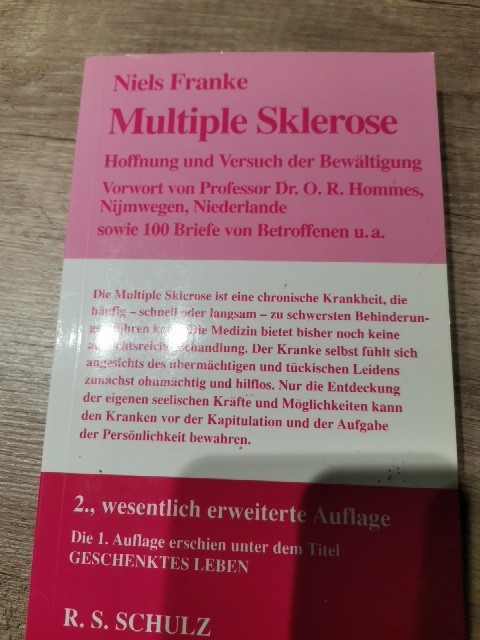 Niels Franke
Multiple Sklerose
Hoffnung und Versuch der Bewältigung
Vorwort von Professor Dr. O. R. Hommes,
Nijmwegen, Niederlande
sowie 100 Briefe von Betroffenen u. a.
Die Multiple Sklerose ist eine chronische Krankheit, die
häufig – schnell oder langsam – zu schwersten Behinderun-
gen führen kann. Die Medizin bietet bisher noch keine
aussichtsreiche Behandlung. Der Kranke selbst fühlt sich
angesichts des übermächtigen und tückischen Leidens
zunächst ohnmächtig und hilflos. Nur die Entdeckung
der eigenen seelischen Kräfte und Möglichkeiten kann
den Kranken vor der Kapitulation und der Aufgabe
der Persönlichkeit bewahren.
2., wesentlich erweiterte Auflage
Die 1. Auflage erschien unter dem Titel
GESCHENKTES LEBEN
R. S. SCHULZ